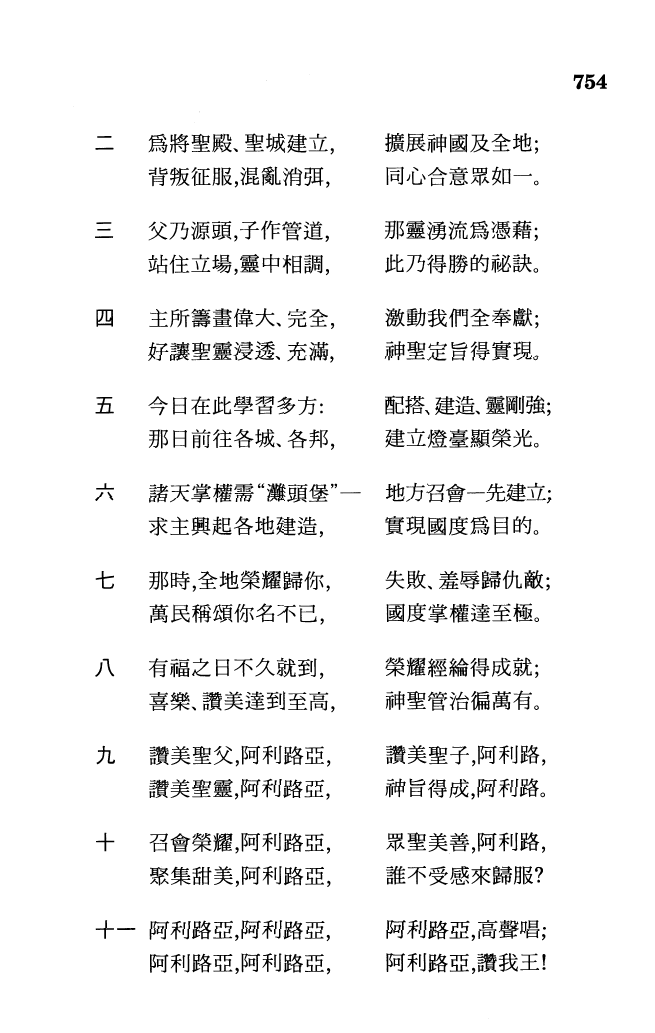 754
二 爲將聖殿、聖城建立, 擴展神國及全地;
背叛征服,混亂消弭, 同心合意眾如一。
三 父乃源頭,子作管道, 那靈湧流爲憑藉;
站住立場,靈中相調, 此乃得勝的祕訣。
四 主所籌畫偉大、完全, 激動我們全奉獻;
好讓聖靈浸透、充滿, 神聖定旨得實現。
五 今日在此學習多方: 配搭、建造、靈剛強;
那日前往各城、各邦, 建立燈臺顯榮光。
六 諸天掌權需“灘頭堡”— 地方召會—先建立;
求主興起各地建造, 實現國度爲目的。
七 那時,全地榮耀歸你, 失敗、羞辱歸仇敵;
萬民稱頌你名不已, 國度掌權達至極。
八 有福之日不久就到, 榮耀經綸得成就;
喜樂、讚美達到至高, 神聖管治徧萬有。
九 讚美聖父,阿利路亞, 讚美聖子,阿利路,
讚美聖靈,阿利路亞, 神旨得成,阿利路。
十 召會榮耀,阿利路亞, 眾聖美善,阿利路,
聚集甜美,阿利路亞, 誰不受感來歸服?
十一 阿利路亞,阿利路亞, 阿利路亞,高聲唱;
阿利路亞,阿利路亞, 阿利路亞,讚我王!